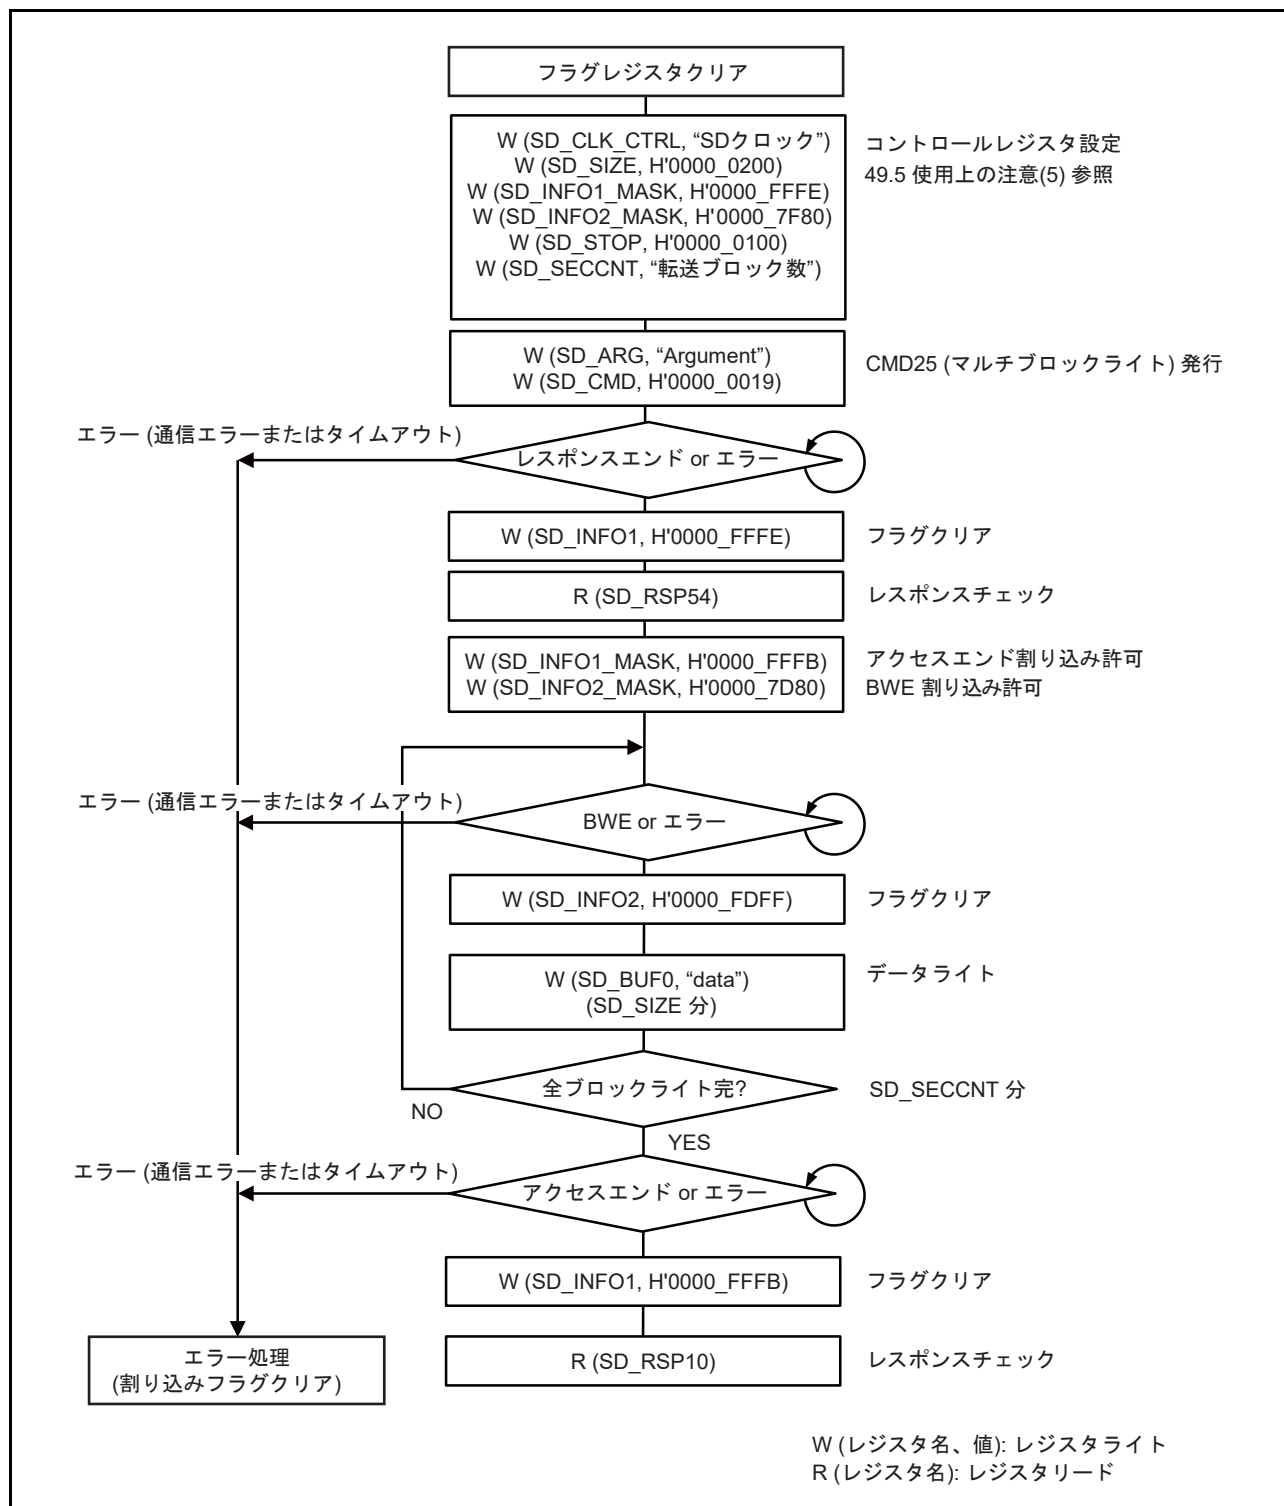 フラグレジスタクリア
W (SD_CLK_CTRL, “SDクロック”)
W (SD_SIZE, H'0000_0200)
W (SD_INFO1_MASK, H'0000_FFFE)
W (SD_INFO2_MASK, H'0000_7F80)
W (SD_STOP, H'0000_0100)
W (SD_SECCNT, “転送ブロック数”)
コントロールレジスタ設定
49.5 使用上の注意(5) 参照
W (SD_ARG, “Argument”)
W (SD_CMD, H'0000_0019)
CMD25 (マルチブロックライト) 発行
エラー (通信エラーまたはタイムアウト)
レスポンスエンド or エラー
W (SD_INFO1, H'0000_FFFE)
フラグクリア
R (SD_RSP54)
レスポンスチェック
W (SD_INFO1_MASK, H'0000_FFFB)
W (SD_INFO2_MASK, H'0000_7D80)
アクセスエンド割り込み許可
BWE 割り込み許可
エラー (通信エラーまたはタイムアウト)
BWE or エラー
W (SD_INFO2, H'0000_FDFF)
フラグクリア
W (SD_BUF0, “data”)
(SD_SIZE 分)
データライト
全ブロックライト完?
SD_SECCNT 分
NO
YES
エラー (通信エラーまたはタイムアウト)
アクセスエンド or エラー
W (SD_INFO1, H'0000_FFFB)
フラグクリア
エラー処理
(割り込みフラグクリア)
R (SD_RSP10)
レスポンスチェック
W (レジスタ名、値): レジスタライト
R (レジスタ名): レジスタリード